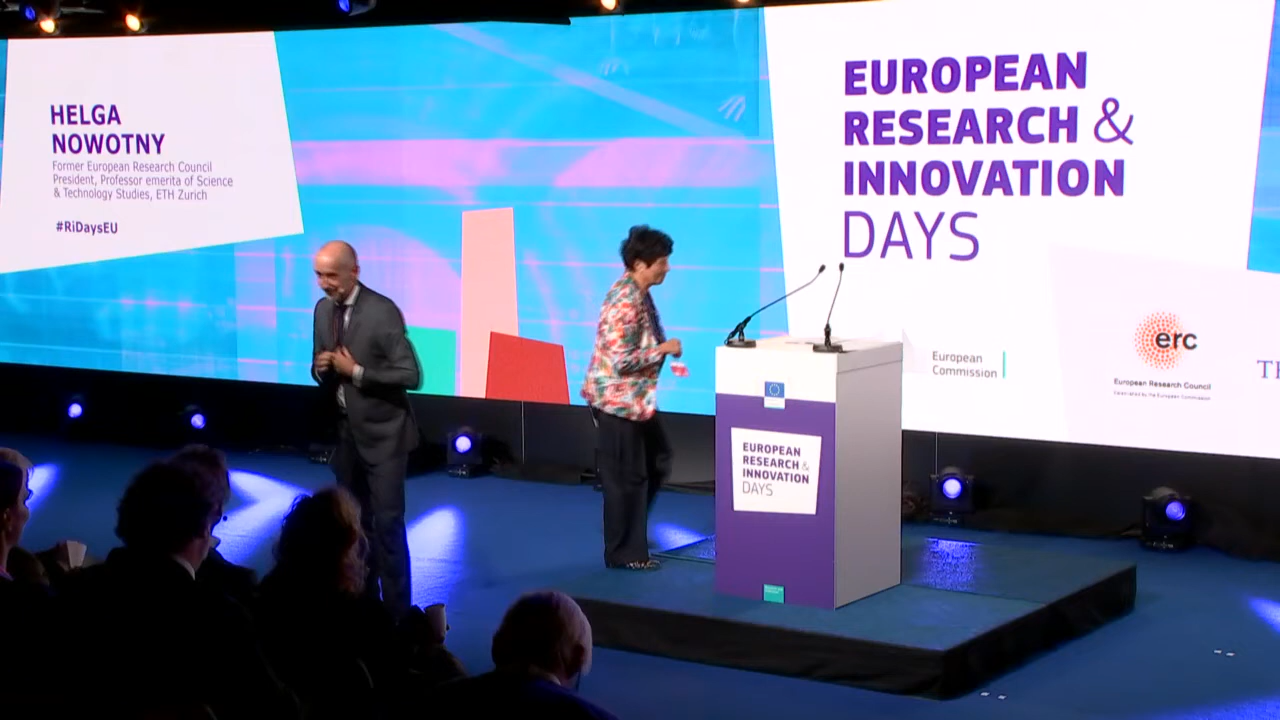 HELGA
NOWOTNY
Former European Research Council
President, Professor emerita of Science
& Technology Studies, ETH Zurich
#RiDaysEU
EUROPEAN
RESEARCH &
INNOVATION
DAYS
European
Commission
erc
European Research Council
TH
EUROPEAN
RESEARCH &
INNOVATION
DAYS